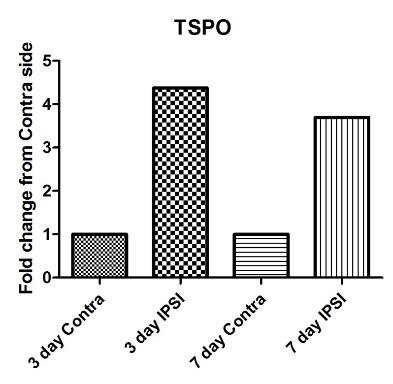 TSPO
Fold change from Contra side
5
4
3
2
1
0
3 day Contra
3 day IPSI
7 day Contra
7 day IPSI